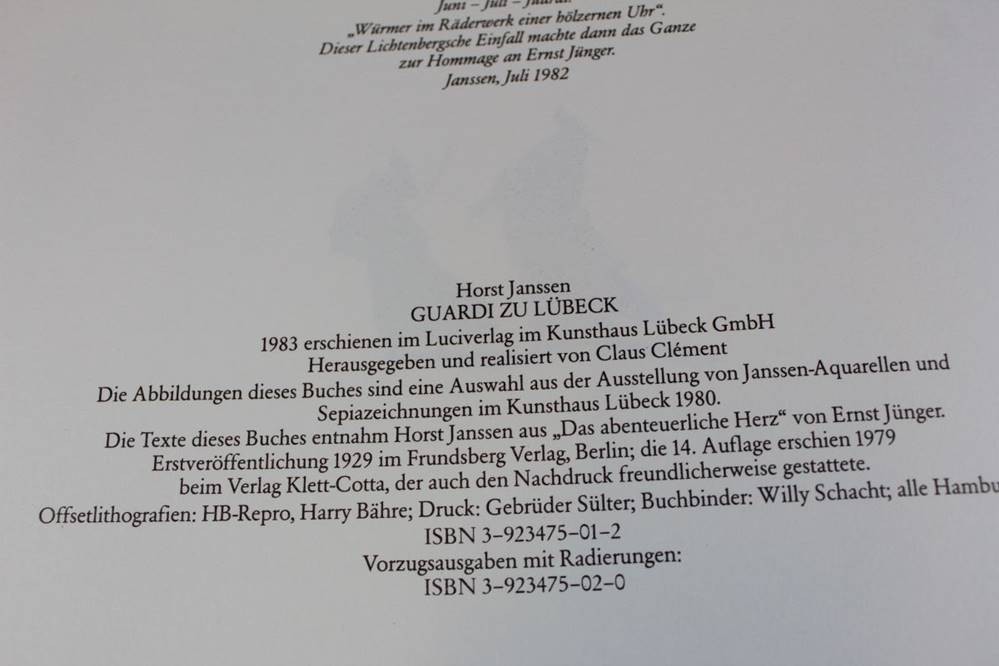 Juni – Juli –
„Würmer im Räderwerk einer hölzernen Uhr“.
Dieser Lichtenbergsche Einfall machte dann das Ganze
zur Hommage an Ernst Jünger.
Janssen, Juli 1982
Horst Janssen
GUARDI ZU LÜBECK
1983 erschienen im Luciverlag im Kunsthaus Lübeck GmbH
Herausgegeben und realisiert von Claus Clément
Die Abbildungen dieses Buches sind eine Auswahl aus der Ausstellung von Janssen-Aquarellen und
Sepiazeichnungen im Kunsthaus Lübeck 1980.
Die Texte dieses Buches entnahm Horst Janssen aus „Das abenteuerliche Herz“ von Ernst Jünger.
Erstveröffentlichung 1929 im Frundsberg Verlag, Berlin; die 14. Auflage erschien 1979
beim Verlag Klett-Cotta, der auch den Nachdruck freundlicherweise gestattete.
Offsetlithografien: HB-Repro, Harry Bähre; Druck: Gebrüder Sülter; Buchbinder: Willy Schacht; alle Hambu
ISBN 3–923475–01–2
Vorzugsausgaben mit Radierungen:
ISBN 3–923475–02–0